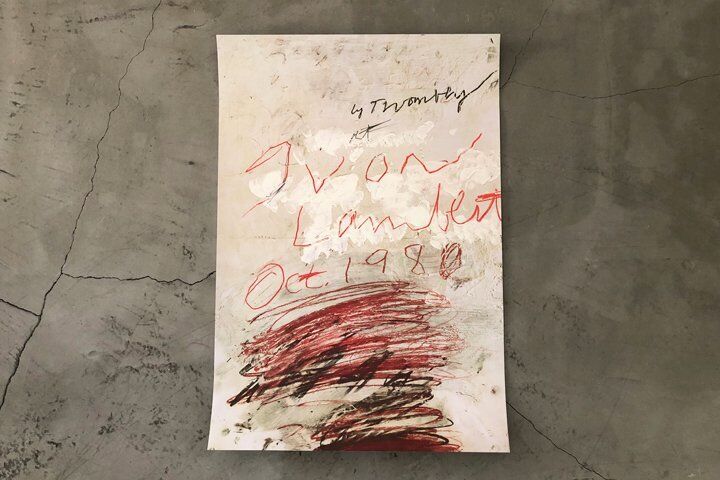 Cy Twombly
at
Yvon
Lambert
Oct. 1980